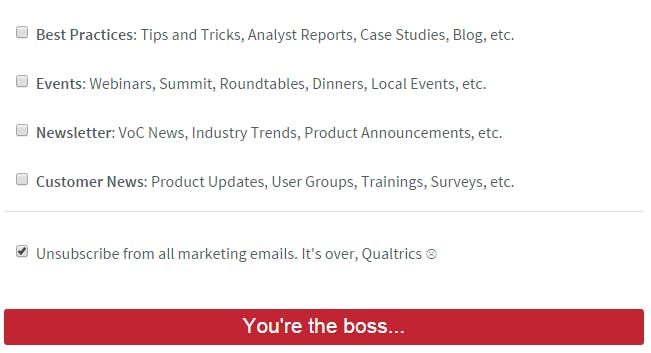 Best Practices: Tips and Tricks, Analyst Reports, Case Studies, Blog, etc.
Events: Webinars, Summit, Roundtables, Dinners, Local Events, etc.
Newsletter: VoC News, Industry Trends, Product Announcements, etc.
Customer News: Product Updates, User Groups, Trainings, Surveys, etc.
Unsubscribe from all marketing emails. It's over, Qualtrics ☹
You're the boss...